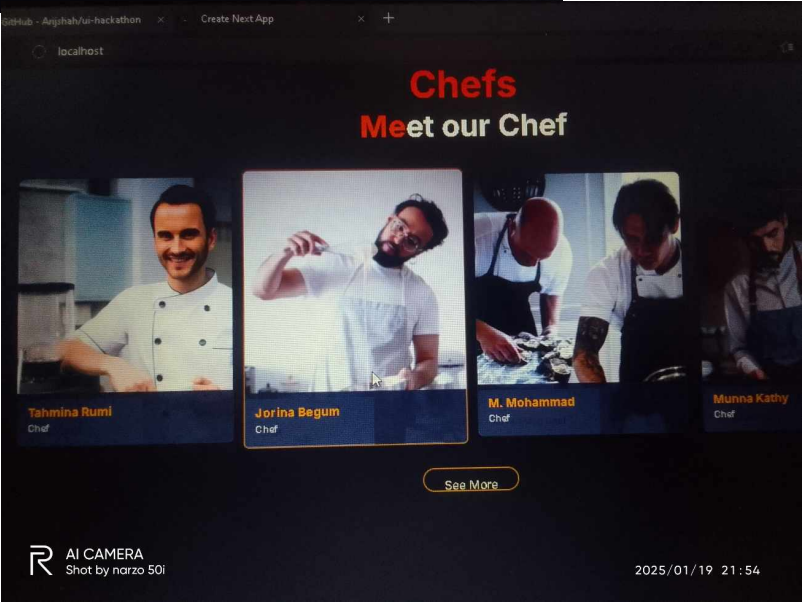 GitHub - Arijshah/ui-hackathon × Create Next App × +
localhost
Chefs
Meet our Chef
Tahmina Rumi
Chef
Jorina Begum
Chef
M. Mohammad
Chef
Munna Kathy
Chef
See More
R AI CAMERA
Shot by narzo 50i
2025/01/19 21:54